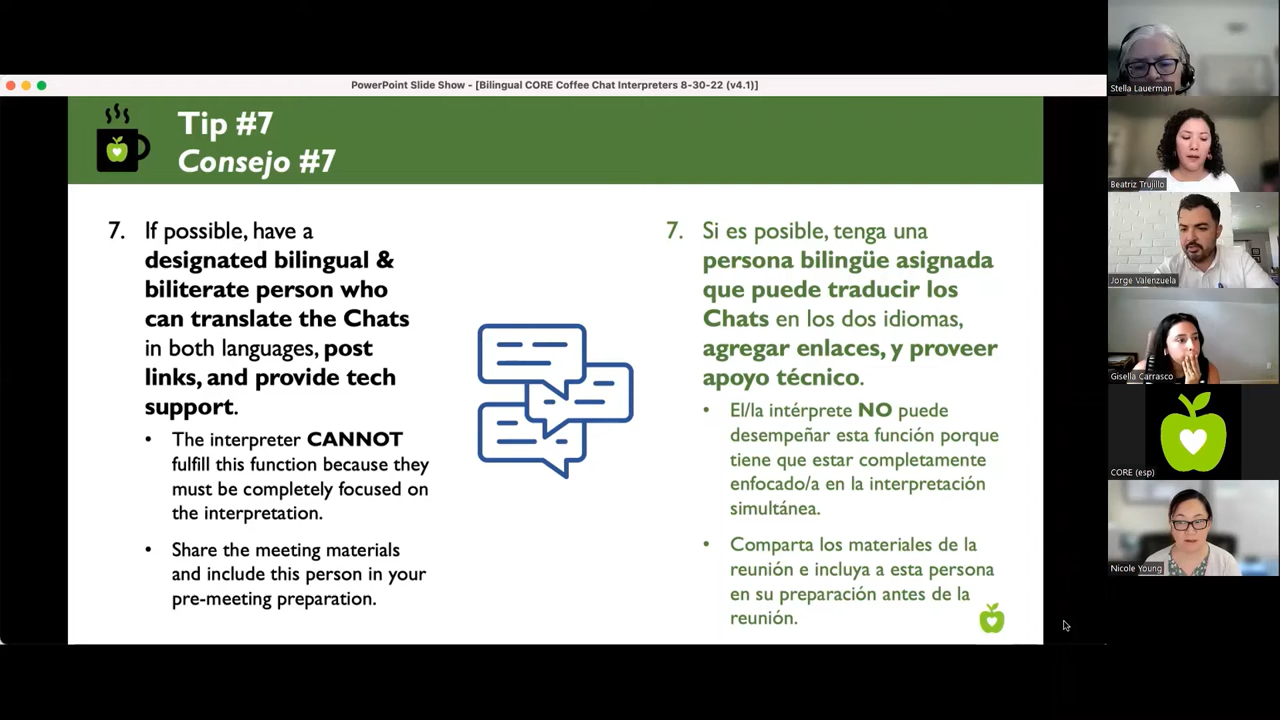 PowerPoint Slide Show - [Bilingual CORE Coffee Chat Interpreters 8-30-22 (v4.1)]
Tip #7
Consejo #7
7. If possible, have a
designated bilingual &
biliterate person who
can translate the Chats
in both languages, post
links, and provide tech
support.
• The interpreter CANNOT
fulfill this function because they
must be completely focused on
the interpretation.
• Share the meeting materials
and include this person in your
pre-meeting preparation.
7. Si es posible, tenga una
persona bilingüe asignada
que puede traducir los
Chats en los dos idiomas,
agregar enlaces, y proveer
apoyo técnico.
• El/la intérprete NO puede
desempeñar esta función porque
tiene que estar completamente
enfocado/a en la interpretación
simultánea.
• Comparta los materiales de la
reunión e incluya a esta persona
en su preparación antes de la
reunión.
Stella Lauerman
Beatriz Trujillo
Jorge Valenzuela
Gisella Carrasco
CORE (esp)
Nicole Young